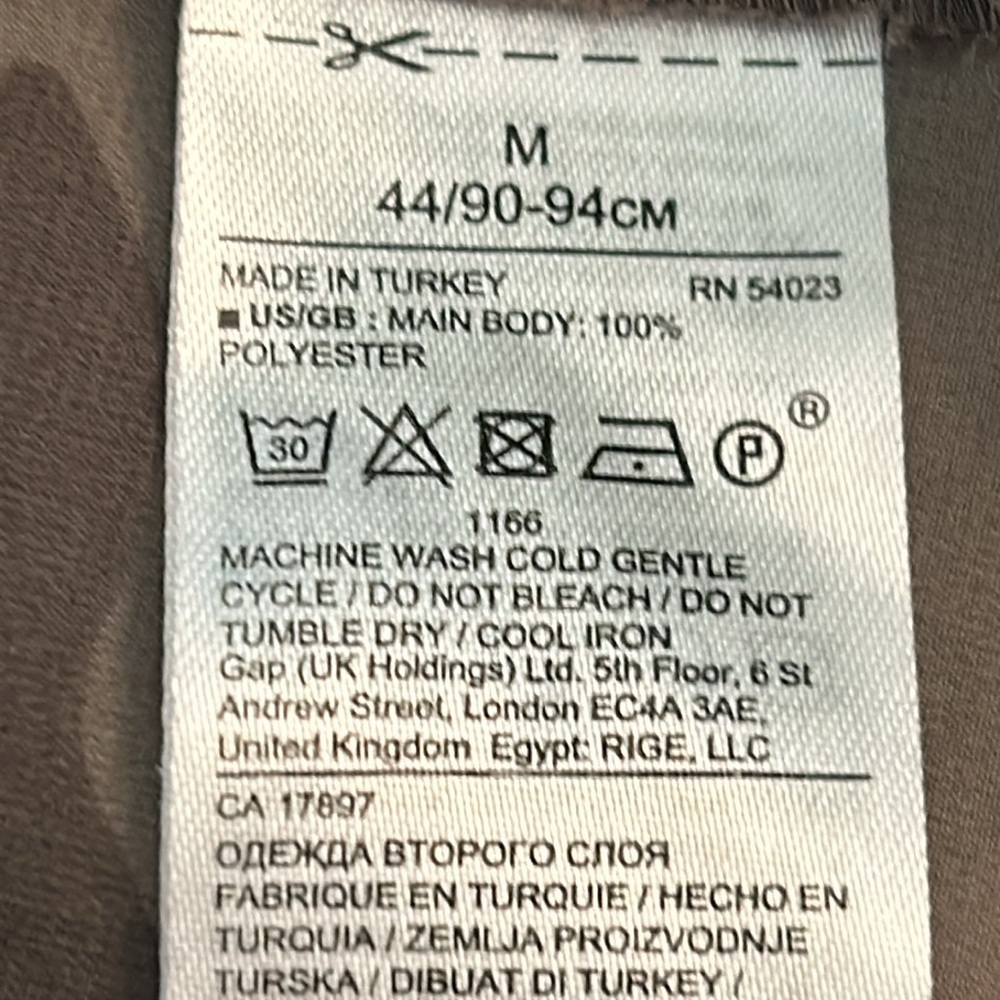 M
44/90-94СМ
MADE IN TURKEY RN 54023
US/GB : MAIN BODY: 100%
POLYESTER
30 P ®
1166
MACHINE WASH COLD GENTLE
CYCLE / DO NOT BLEACH / DO NOT
TUMBLE DRY / COOL IRON
Gap (UK Holdings) Ltd. 5th Floor, 6 St
Andrew Street, London EC4A 3AE,
United Kingdom Egypt: RIGE, LLC
CA 17897
ОДЕЖДА ВТОРОГО СЛОЯ
FABRIQUE EN TURQUIE / HECHO EN
TURQUIA / ZEMLJA PROIZVODNJE
TURSKA / DIBUAT DI TURKEY /